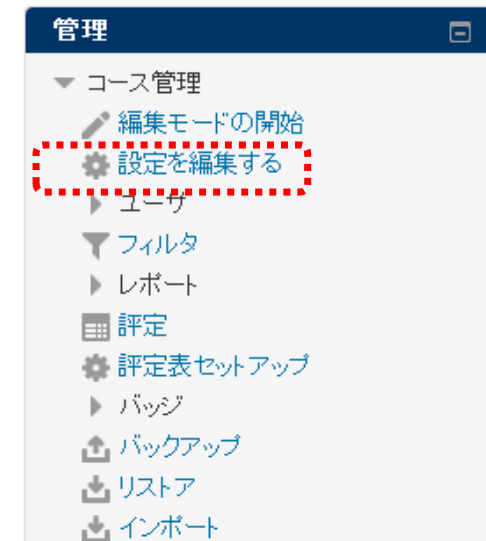 管理
コース管理
編集モードの開始
設定を編集する
ユーザ
フィルタ
レポート
評定
評定表セットアップ
バッジ
バックアップ
リストア
インポート